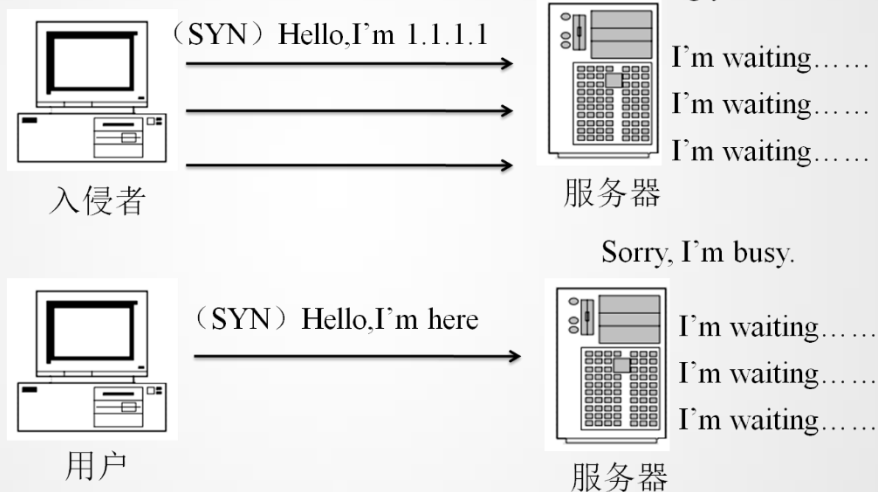 （SYN）Hello,I'm 1.1.1.1
I'm waiting……
I'm waiting……
I'm waiting……
入侵者
服务器
Sorry, I'm busy.
（SYN）Hello,I'm here
I'm waiting……
I'm waiting……
I'm waiting……
用户
服务器